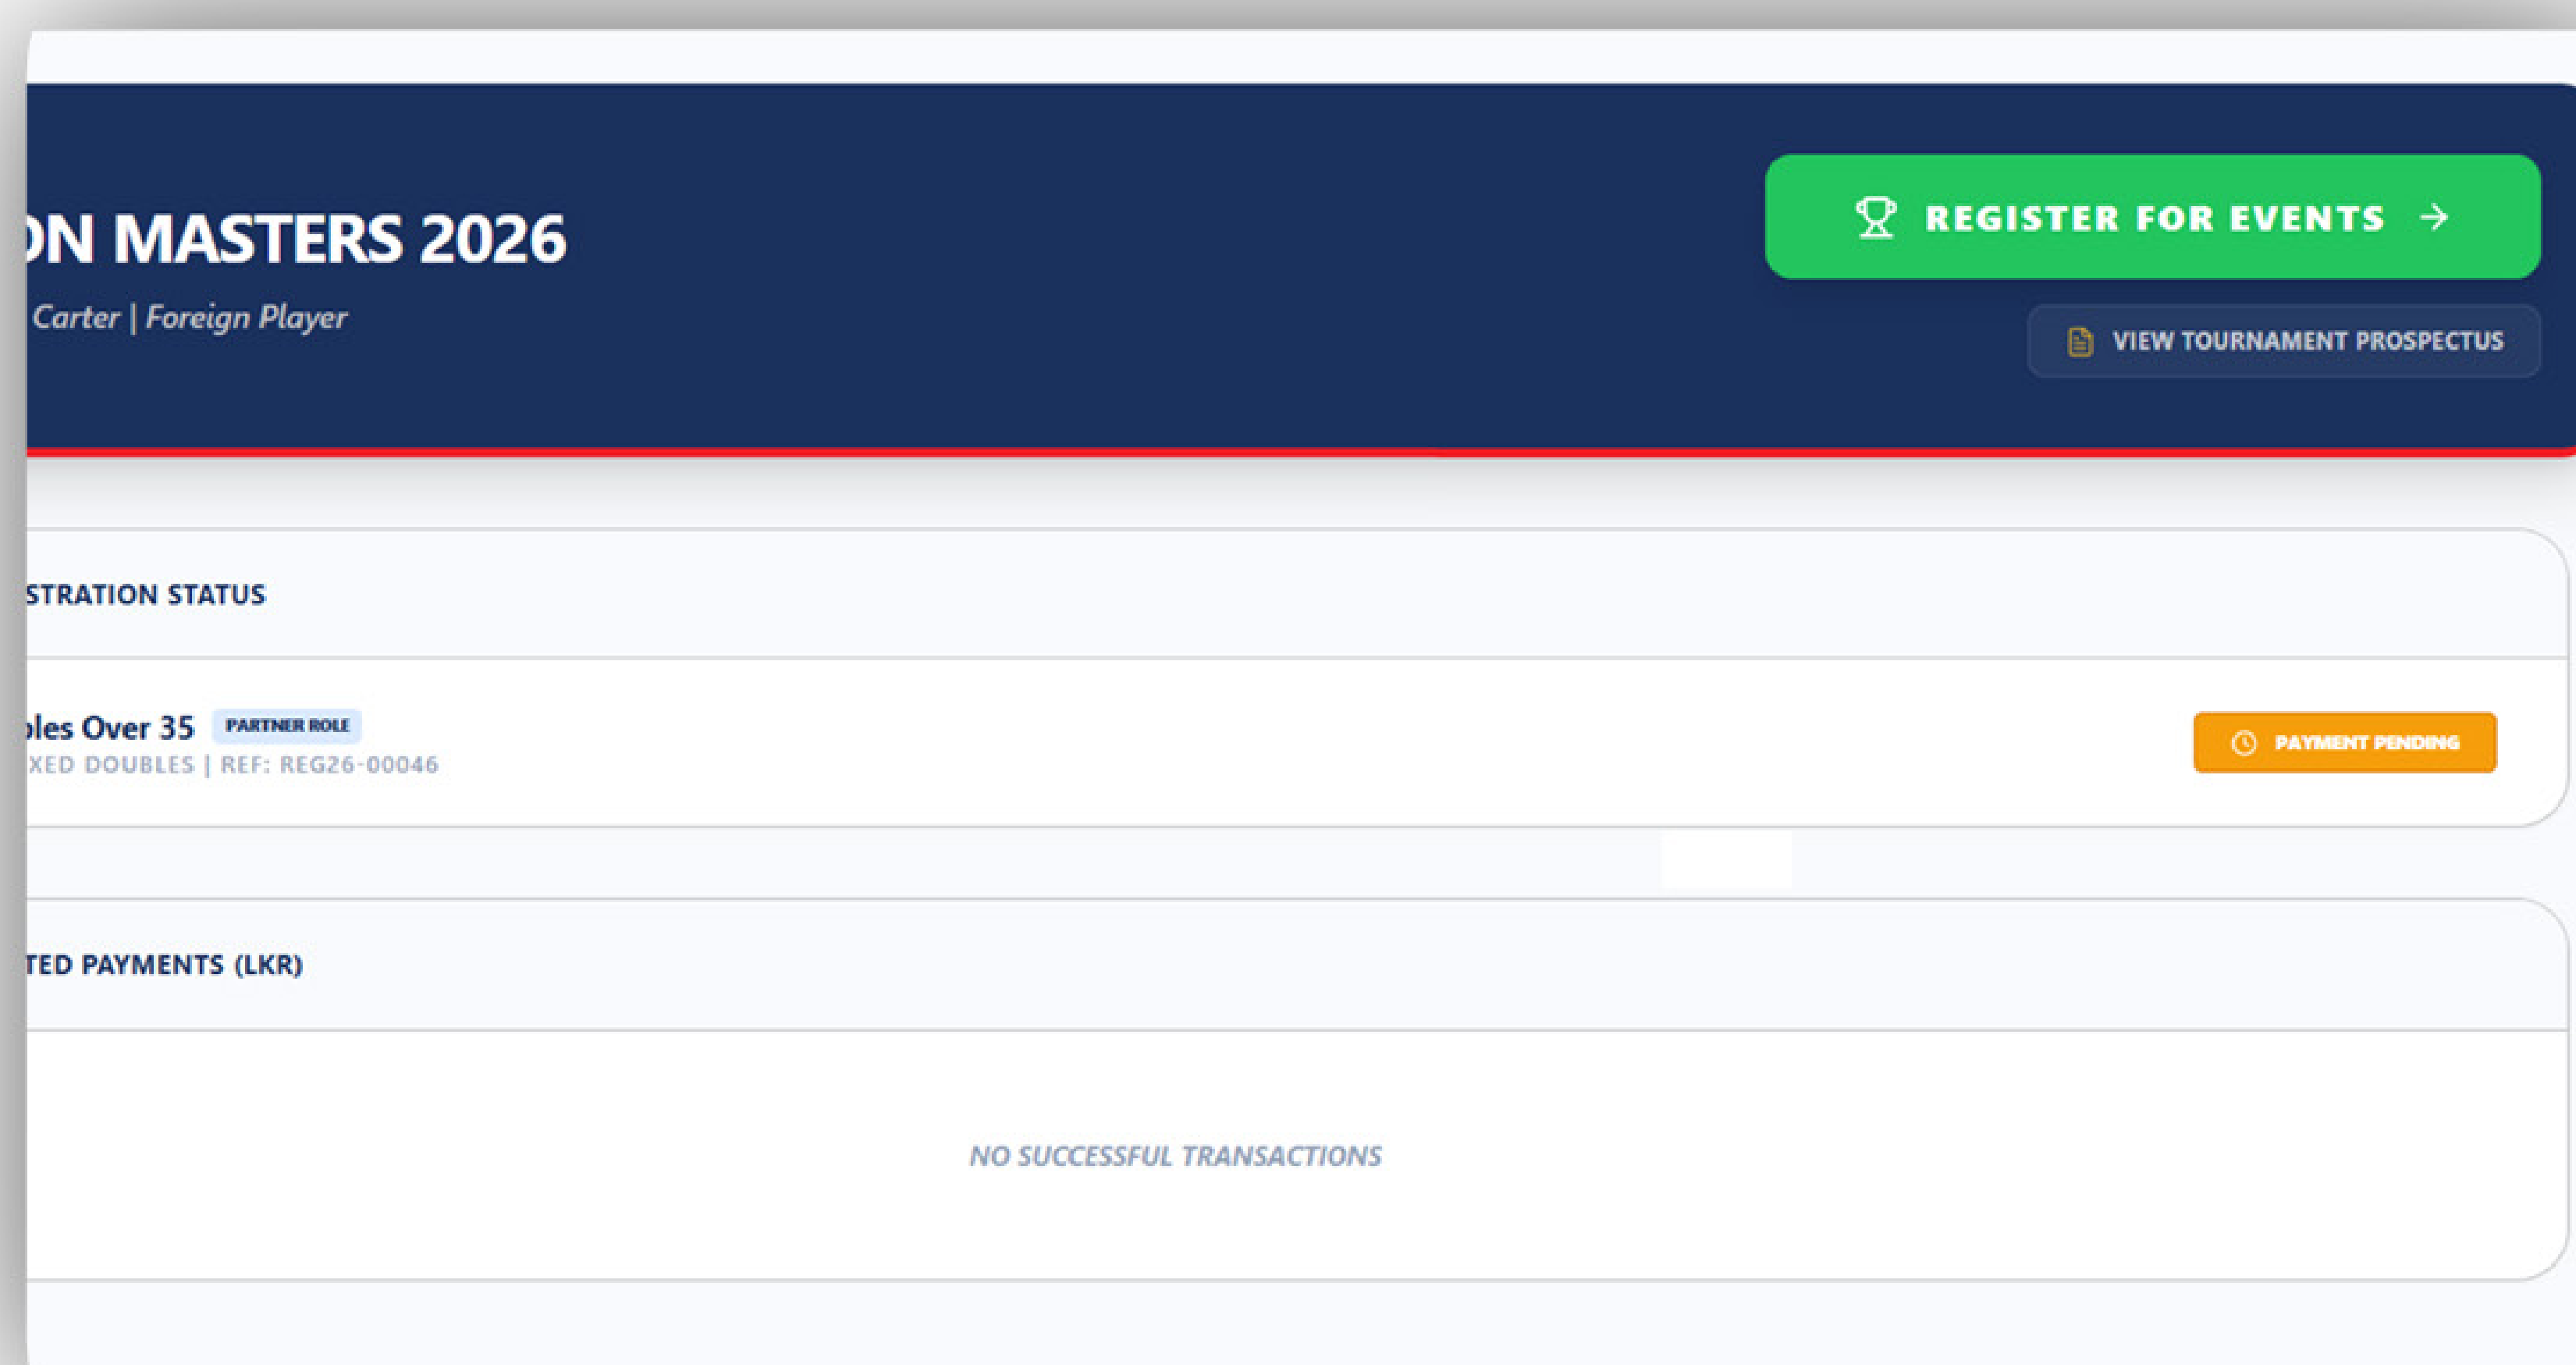 ON MASTERS 2026
Carter | Foreign Player
REGISTER FOR EVENTS →
VIEW TOURNAMENT PROSPECTUS
STRATION STATUS
bles Over 35 PARTNER ROLE
XED DOUBLES | REF: REG26-00046
PAYMENT PENDING
TED PAYMENTS (LKR)
NO SUCCESSFUL TRANSACTIONS